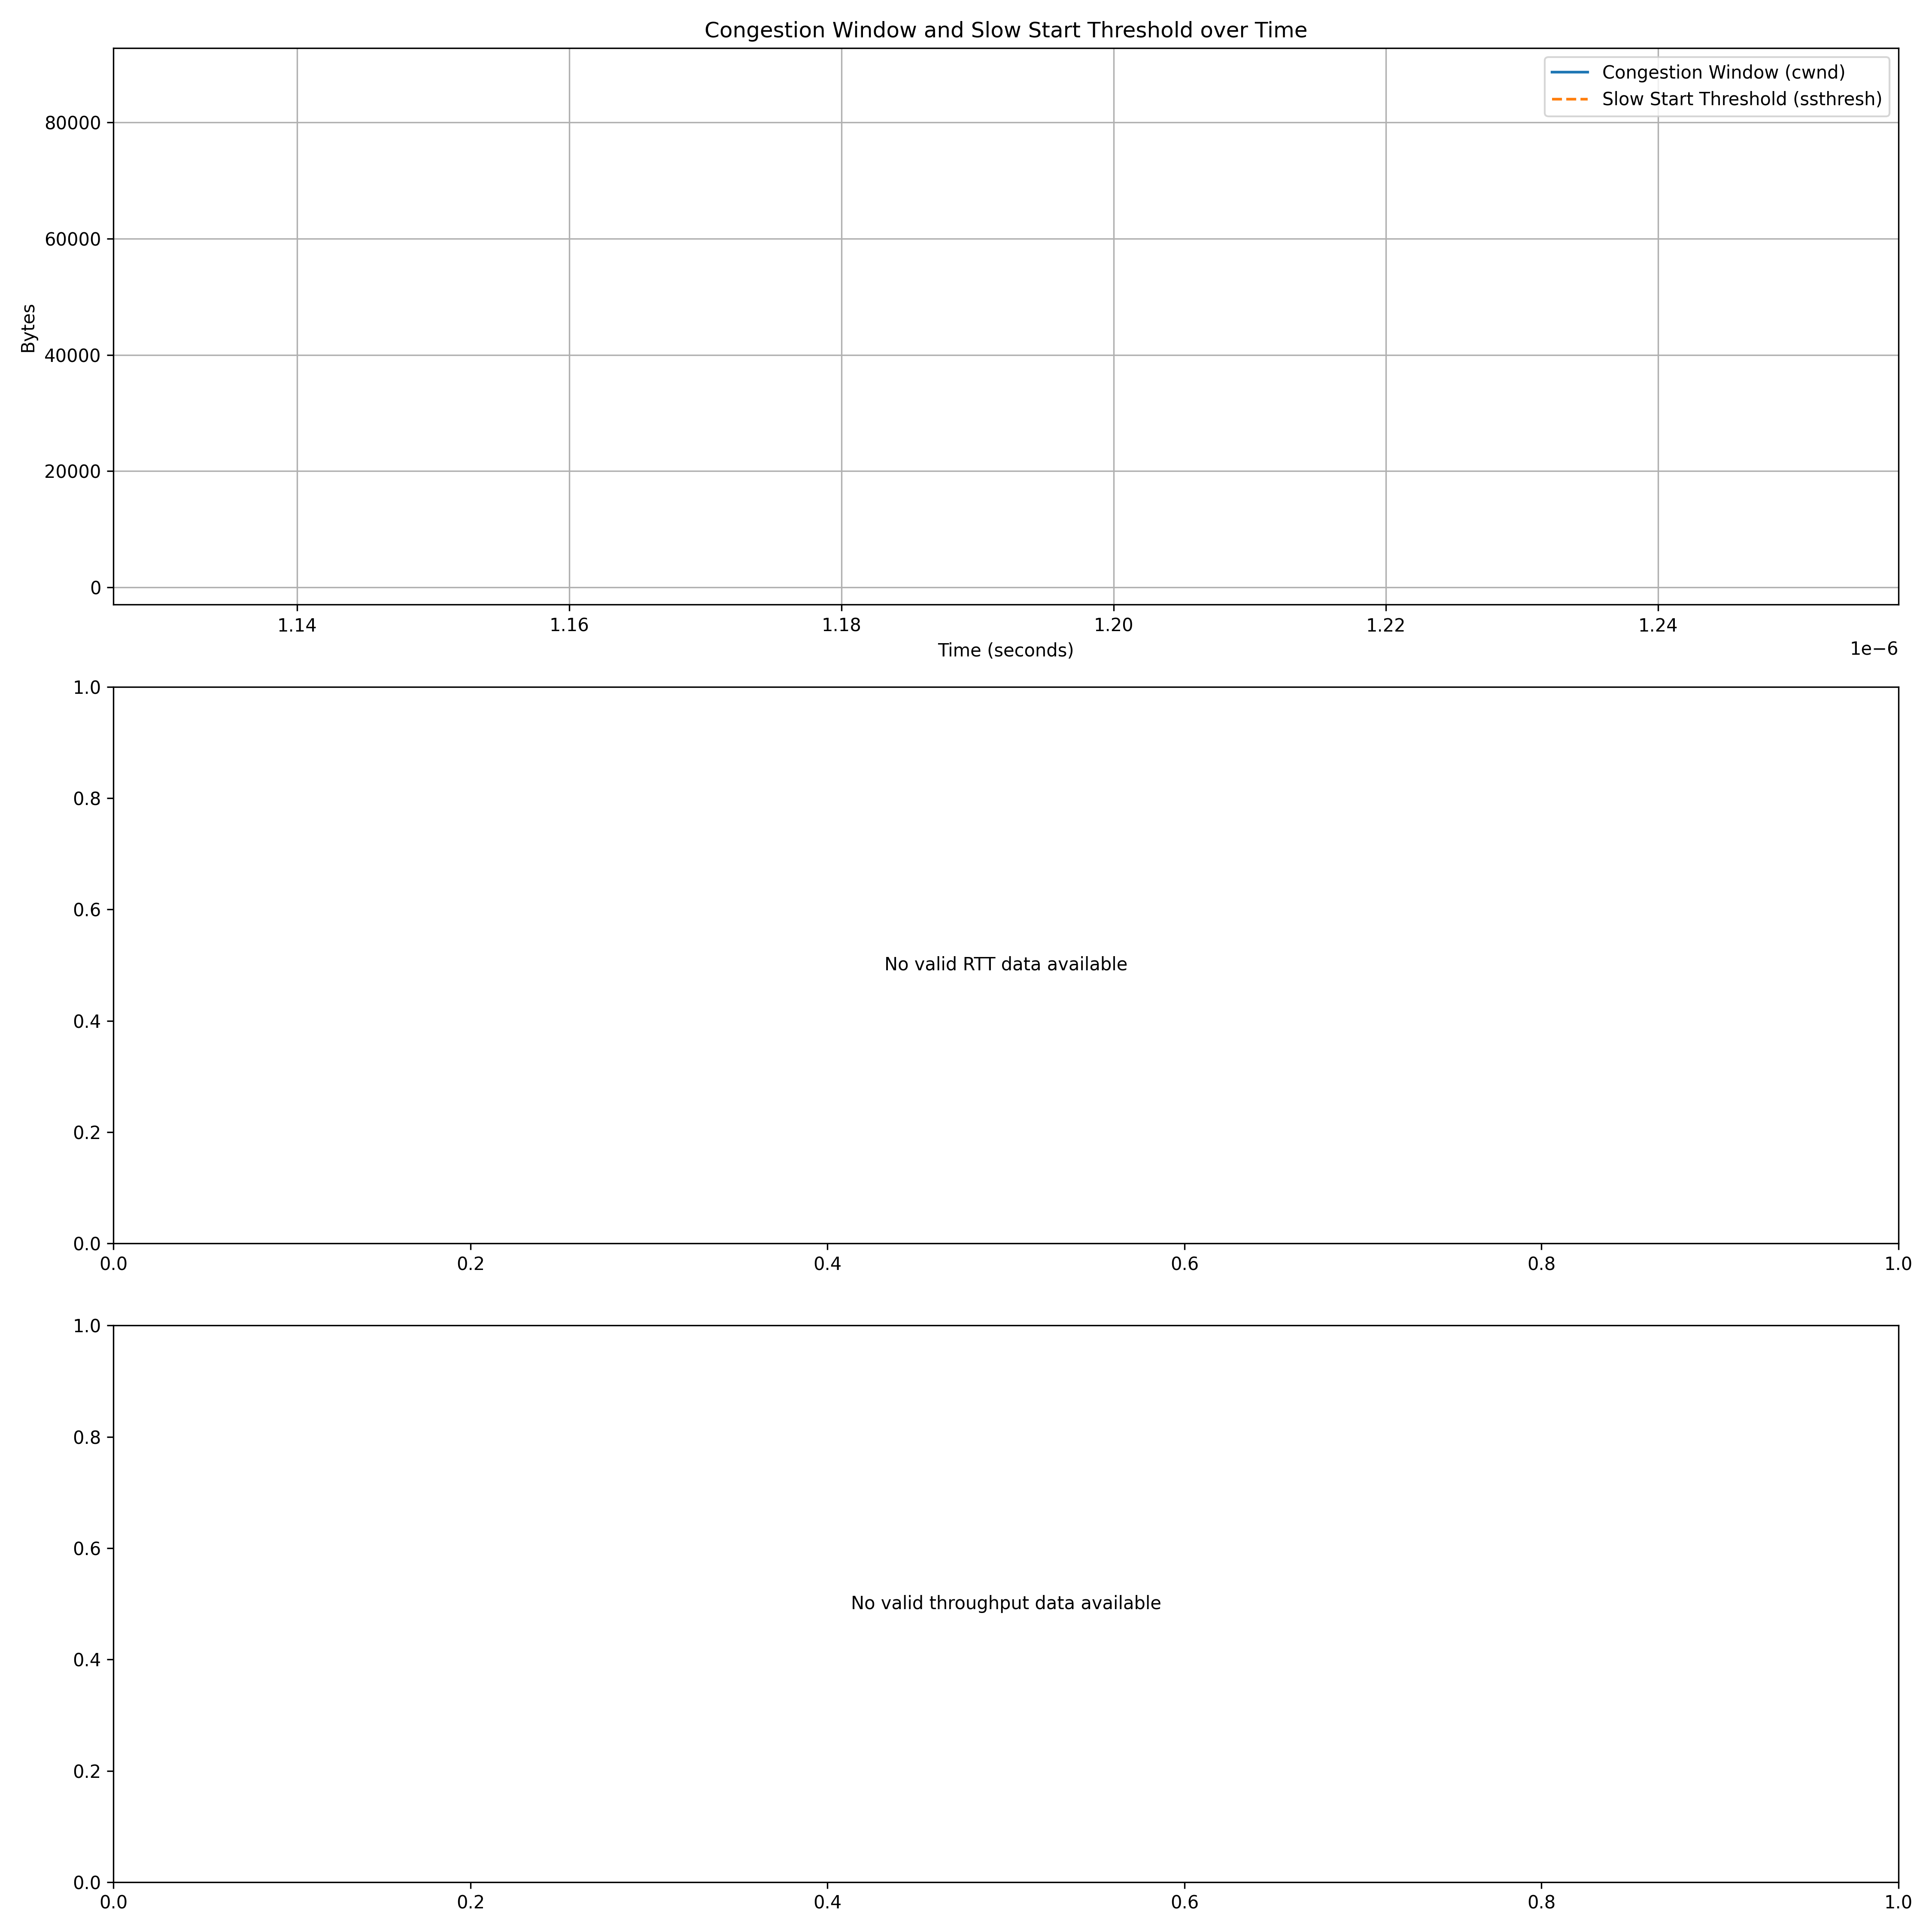 Congestion Window and Slow Start Threshold over Time
Congestion Window (cwnd)
Slow Start Threshold (ssthresh)
80000
60000
40000
20000
0
Bytes
1.14 1.16 1.18 1.20 1.22 1.24
1e−6
Time (seconds)
1.0
0.8
0.6
0.4
0.2
0.0
No valid RTT data available
0.0 0.2 0.4 0.6 0.8 1.0
1.0
0.8
0.6
0.4
0.2
0.0
No valid throughput data available
0.0 0.2 0.4 0.6 0.8 1.0